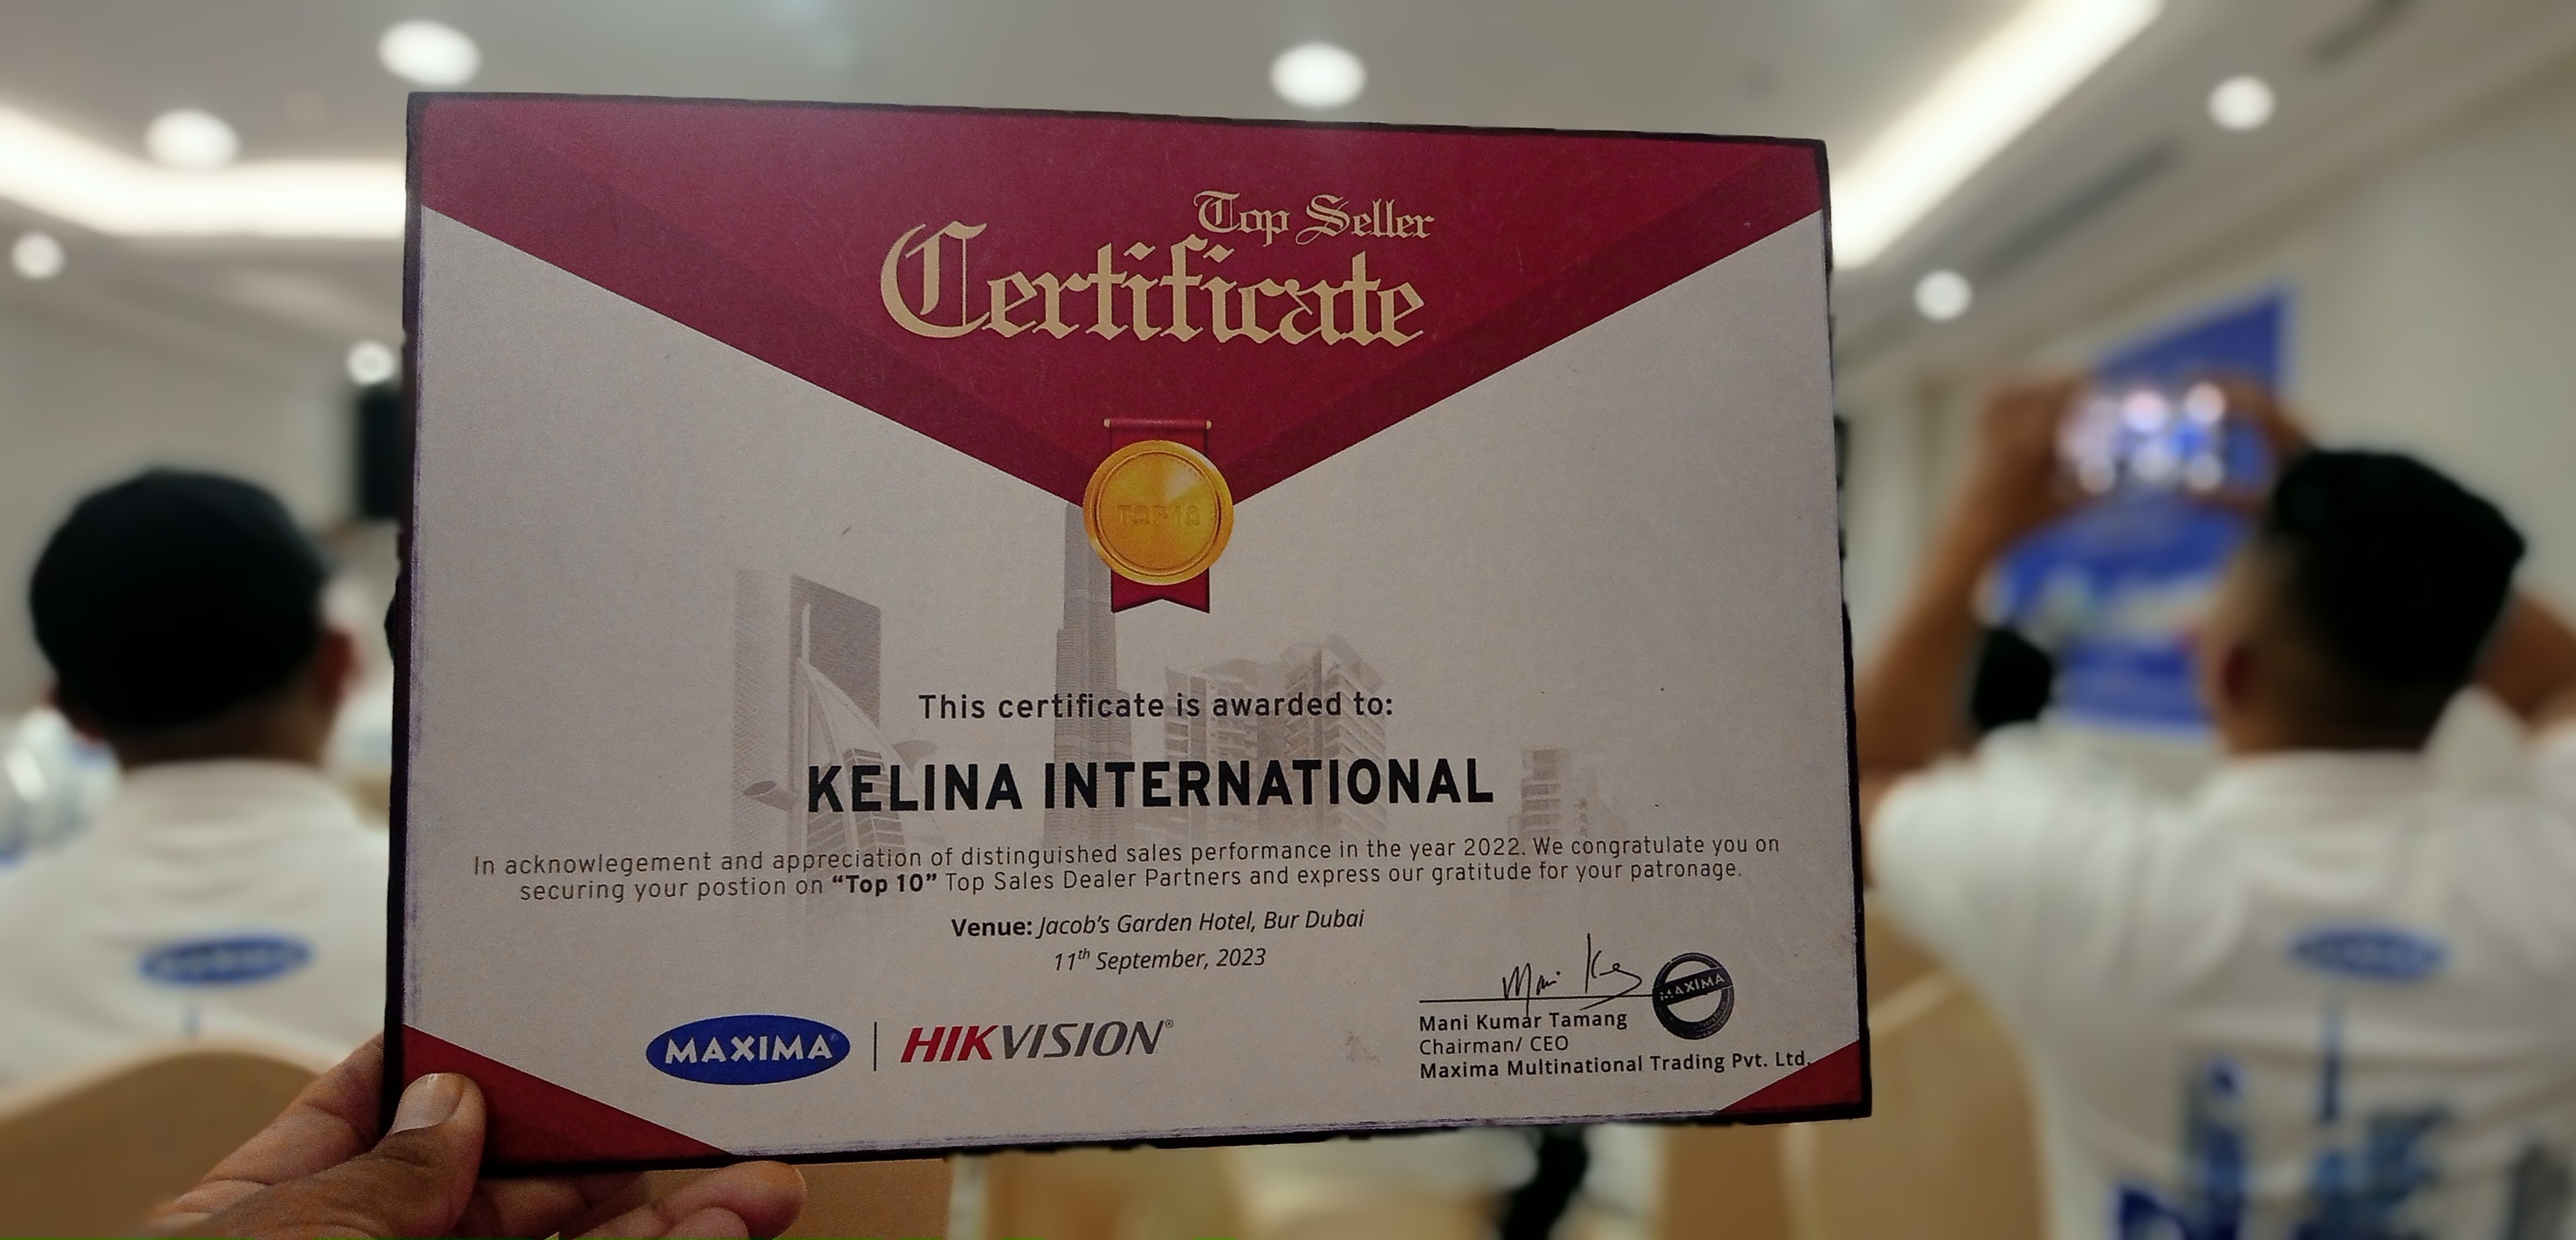 Top Seller
Certificate
TOP 10
This certificate is awarded to:
KELINA INTERNATIONAL
In acknowlegement and appreciation of distinguished sales performance in the year 2022. We congratulate you on
securing your postion on “Top 10” Top Sales Dealer Partners and express our gratitude for your patronage.
Venue: Jacob’s Garden Hotel, Bur Dubai
11th September, 2023
MAXIMA
Mani Kumar Tamang
Chairman/ CEO
Maxima Multinational Trading Pvt. Ltd.
MAXIMA® | HIKVISION®